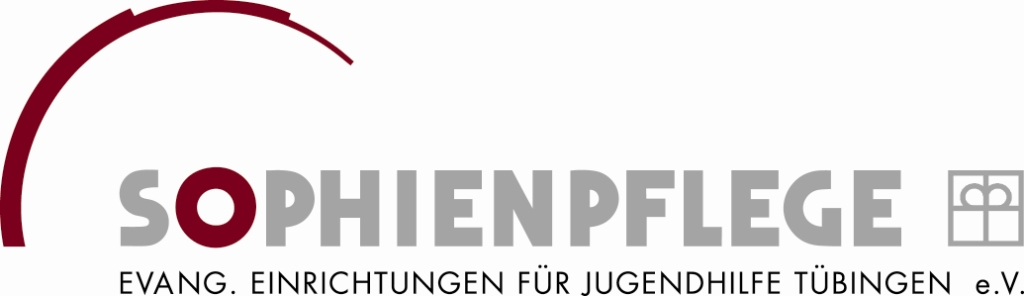 SOPHIENPFLEGE
EVANG. EINRICHTUNGEN FÜR JUGENDHILFE TÜBINGEN e.V.